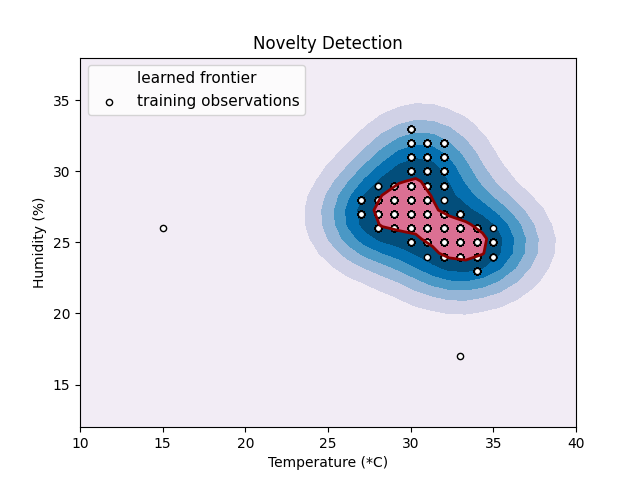 Novelty Detection
learned frontier
training observations
35
30
25
20
15
Humidity (%)
10
15
20
25
30
35
40
Temperature (*C)